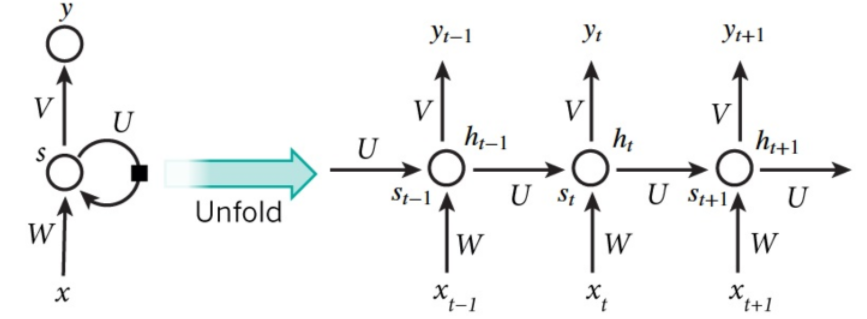 y
V
U
s
W
x
Unfold
y_{t-1} y_t y_{t+1}
V V V
U h_{t-1} h_t h_{t+1}
s_{t-1} U s_t U s_{t+1} U
W W W
x_{t-1} x_t x_{t+1}